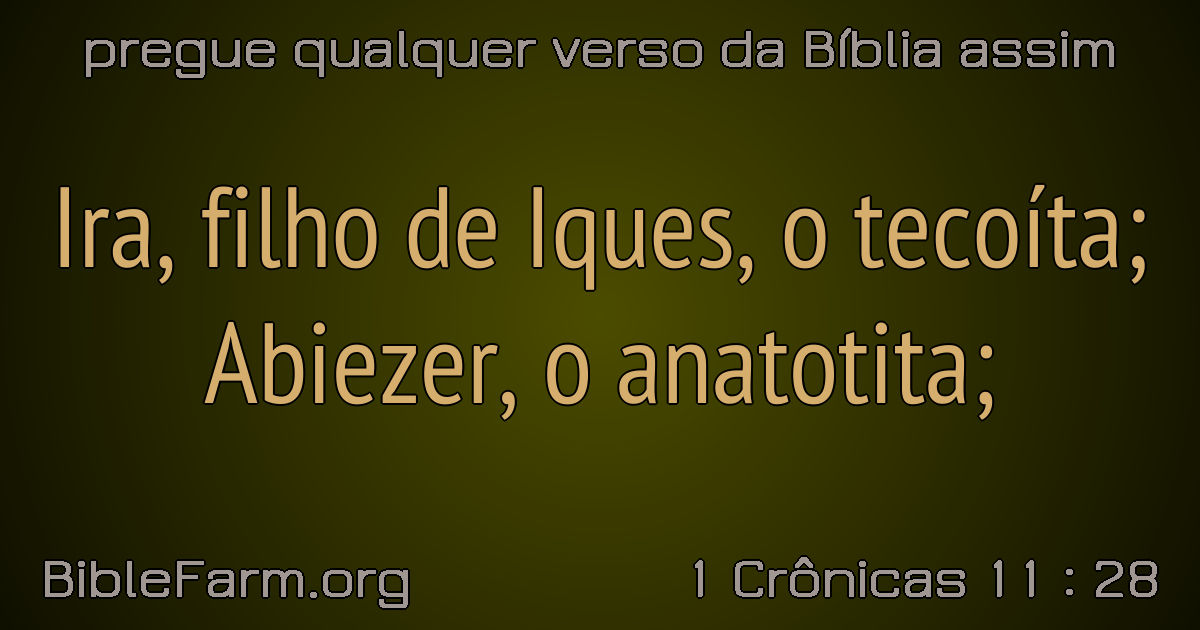 pregue qualquer verso da Bíblia assim
Ira, filho de Iques, o tecoíta;
Abiezer, o anatotita;
BibleFarm.org
1 Crônicas 11 : 28